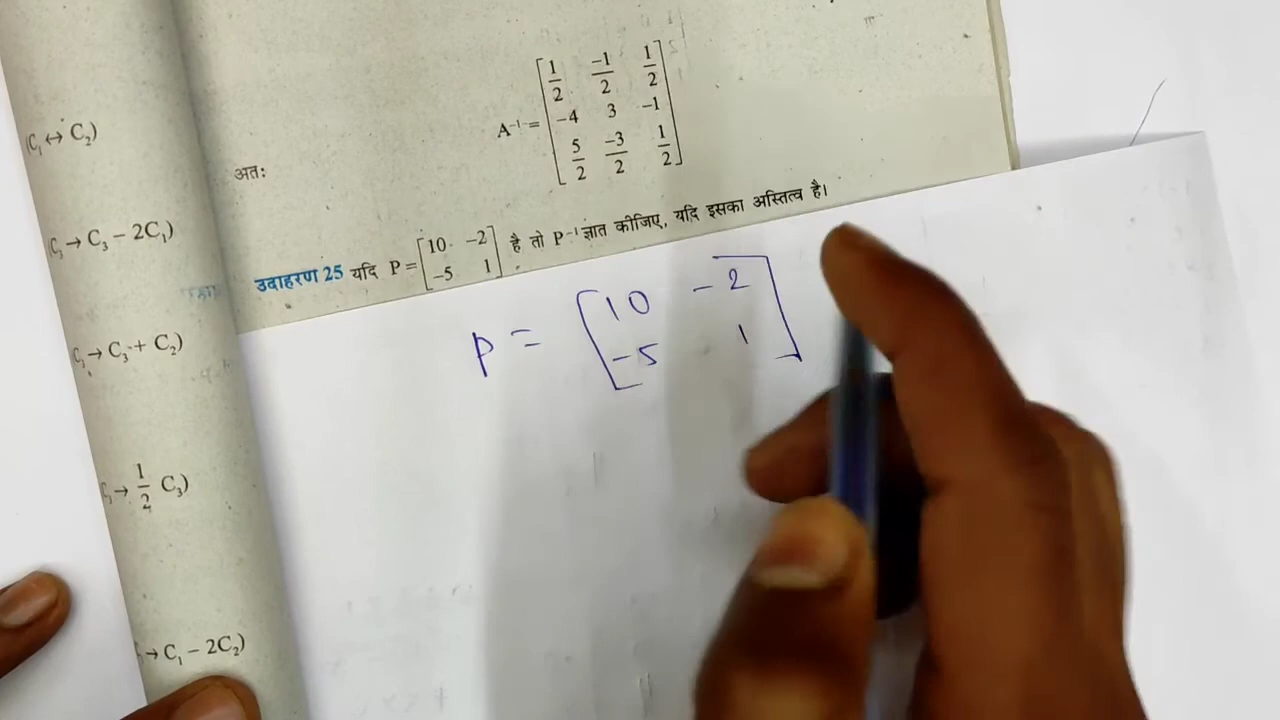 (C₁ ↔ C₂)
C₃ → C₃ − 2C₁)
→ C₃ + C₂)
→ 1/2 C₃)
→ C₁ − 2C₂)
अतः A⁻¹ = [1/2 -1/2 1/2
-4 3 -1
5/2 -3/2 1/2]
उदाहरण 25 यदि P = [10 -2
-5 1] है तो P⁻¹ ज्ञात कीजिए, यदि इसका अस्तित्व है।
P = [10 -2
-5 1]